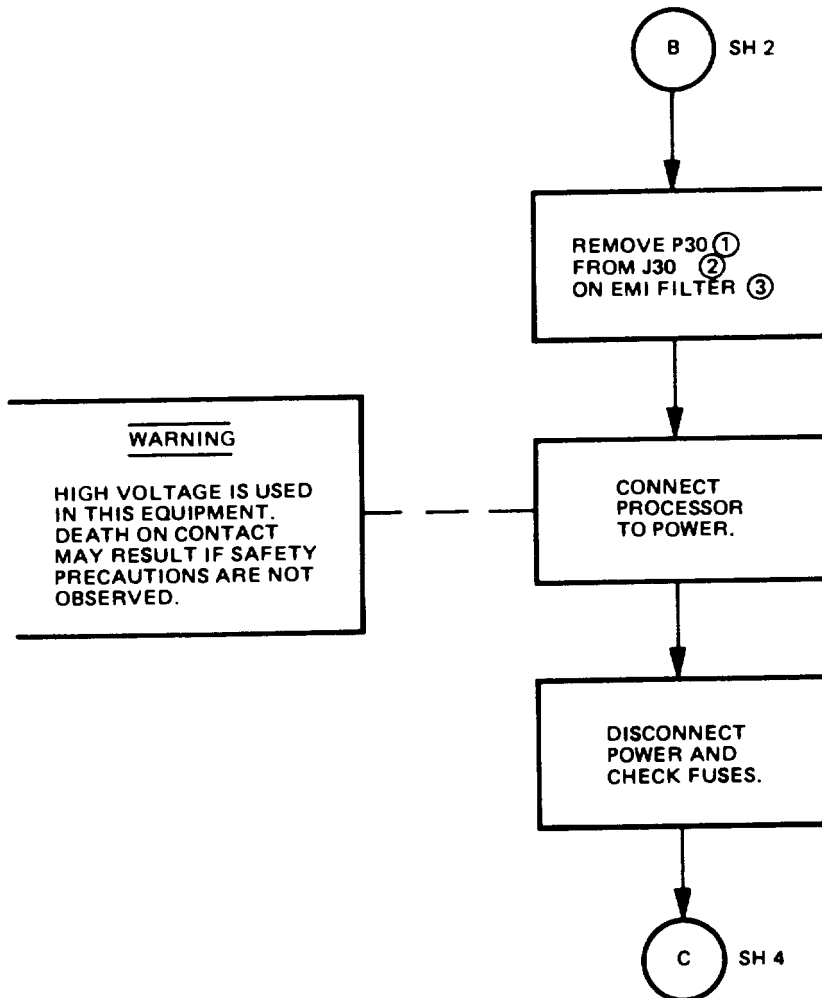 B SH 2
REMOVE P30 ①
FROM J30 ②
ON EMI FILTER ③
WARNING
HIGH VOLTAGE IS USED
IN THIS EQUIPMENT.
DEATH ON CONTACT
MAY RESULT IF SAFETY
PRECAUTIONS ARE NOT
OBSERVED.
CONNECT
PROCESSOR
TO POWER.
DISCONNECT
POWER AND
CHECK FUSES.
C SH 4